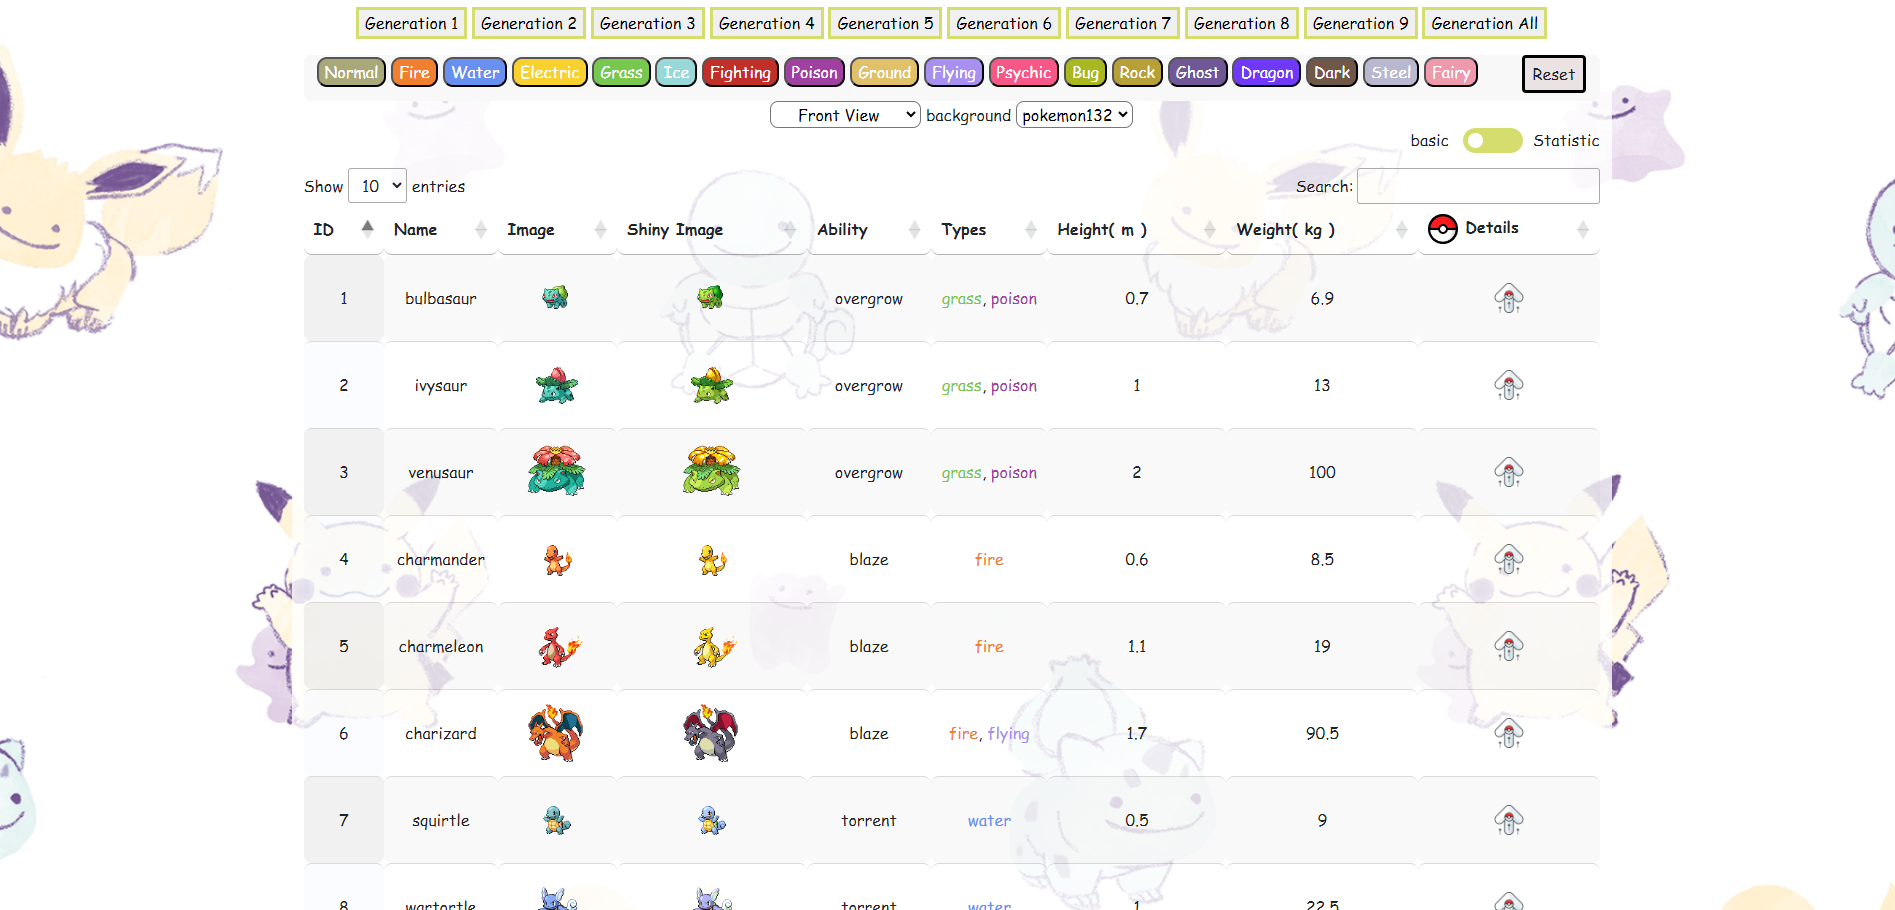 Generation 1 Generation 2 Generation 3 Generation 4 Generation 5 Generation 6 Generation 7 Generation 8 Generation 9 Generation All
Normal Fire Water Electric Grass Ice Fighting Poison Ground Flying Psychic Bug Rock Ghost Dragon Dark Steel Fairy Reset
Front View background pokemon132
basic Statistic
Show 10 entries Search:
ID Name Image Shiny Image Ability Types Height( m ) Weight( kg ) Details
1 bulbasaur overgrow grass, poison 0.7 6.9
2 ivysaur overgrow grass, poison 1 13
3 venusaur overgrow grass, poison 2 100
4 charmander blaze fire 0.6 8.5
5 charmeleon blaze fire 1.1 19
6 charizard blaze fire, flying 1.7 90.5
7 squirtle torrent water 0.5 9
8 wartortle torrent water 1 22.5